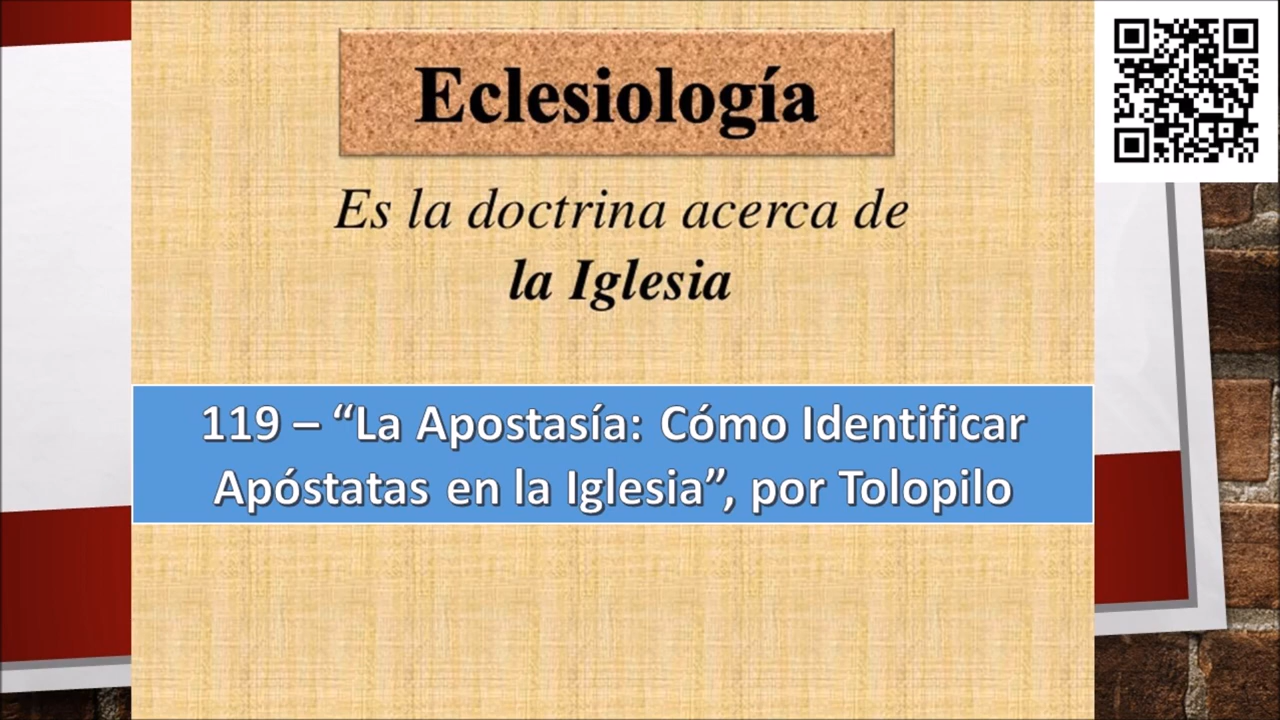 Eclesiología
Es la doctrina acerca de
la Iglesia
119 – “La Apostasía: Cómo Identificar
Apóstatas en la Iglesia”, por Tolopilo